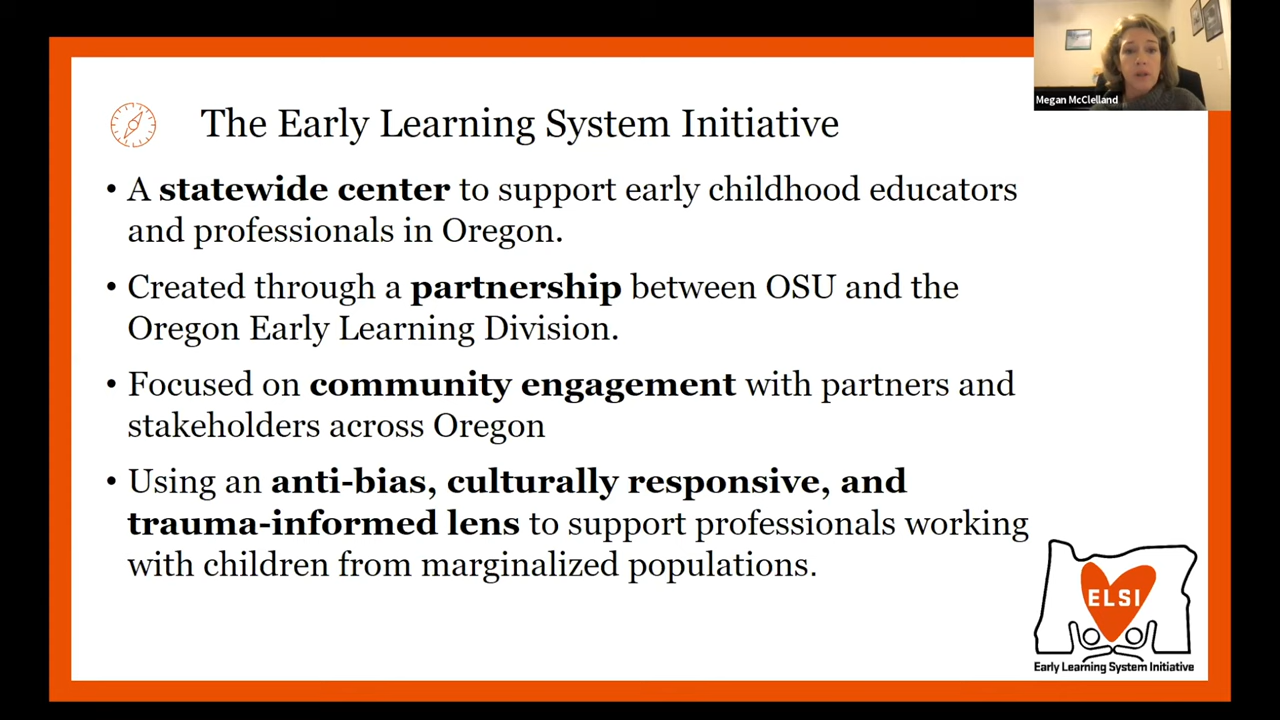 Megan McClelland
The Early Learning System Initiative
• A statewide center to support early childhood educators
and professionals in Oregon.
• Created through a partnership between OSU and the
Oregon Early Learning Division.
• Focused on community engagement with partners and
stakeholders across Oregon
• Using an anti-bias, culturally responsive, and
trauma-informed lens to support professionals working
with children from marginalized populations.
ELSI
Early Learning System Initiative